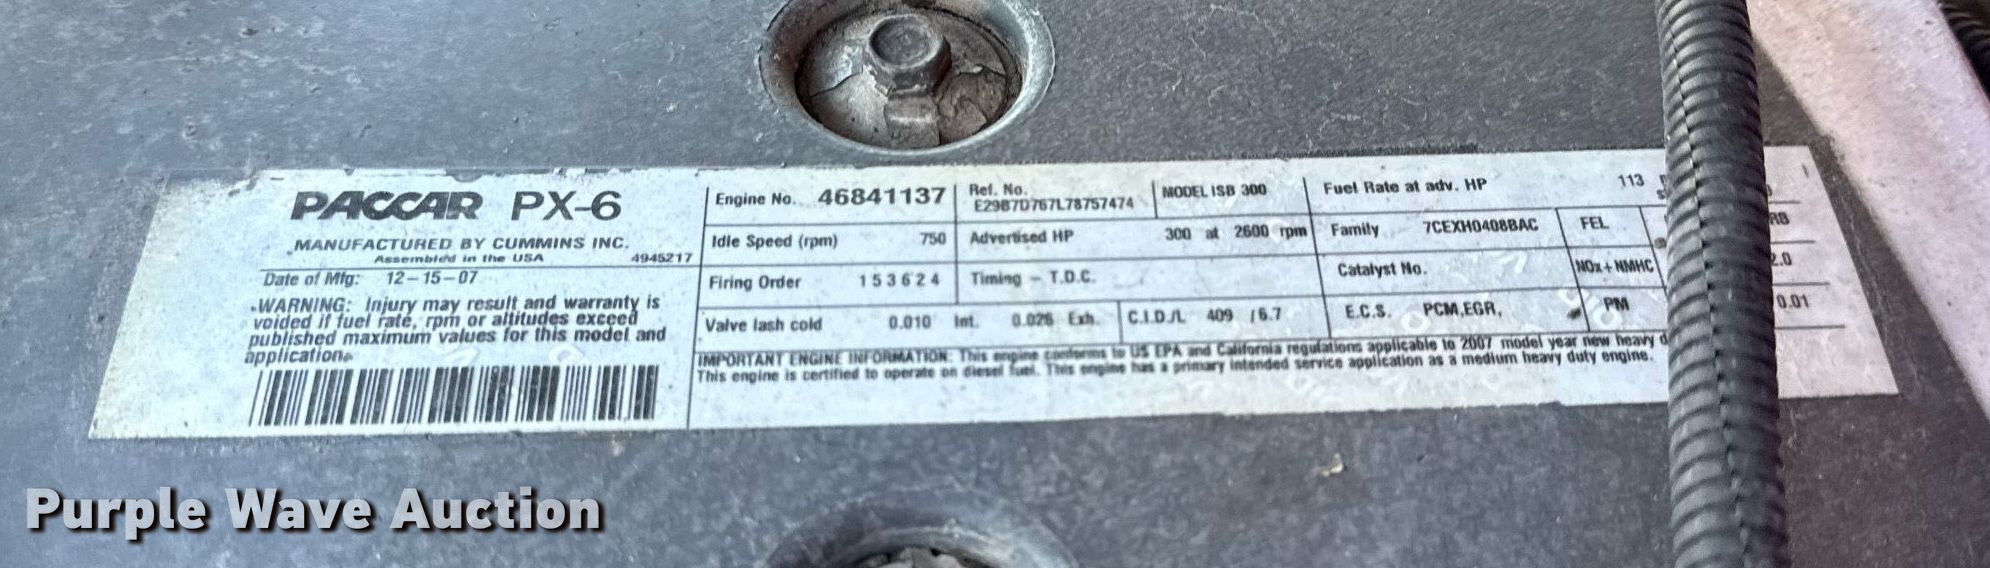 PACCAR PX-6
MANUFACTURED BY CUMMINS INC.
Assembled in the USA 4945217
Date of Mfg: 12-15-07
WARNING: Injury may result and warranty is
voided if fuel rate, rpm or altitudes exceed
published maximum values for this model and
application.
Engine No. 46841137
Ref. No.
E29B7D767L78757474
MODEL ISB 300
Fuel Rate at adv. HP 113
Idle Speed (rpm) 750
Advertised HP 300 at 2600 rpm
Family 7CEXH0408BAC
FEL
Firing Order 1 5 3 6 2 4
Timing - T.D.C.
Catalyst No.
NOx+NMHC 2.0
Valve lash cold 0.010 Int. 0.026 Exh.
C.I.D./L 409 /6.7
E.C.S. PCM,EGR,
PM 0.01
IMPORTANT ENGINE INFORMATION: This engine conforms to US EPA and California regulations applicable to 2007 model year new heavy d
This engine is certified to operate on diesel fuel. This engine has a primary intended service application as a medium heavy duty engine.
Purple Wave Auction